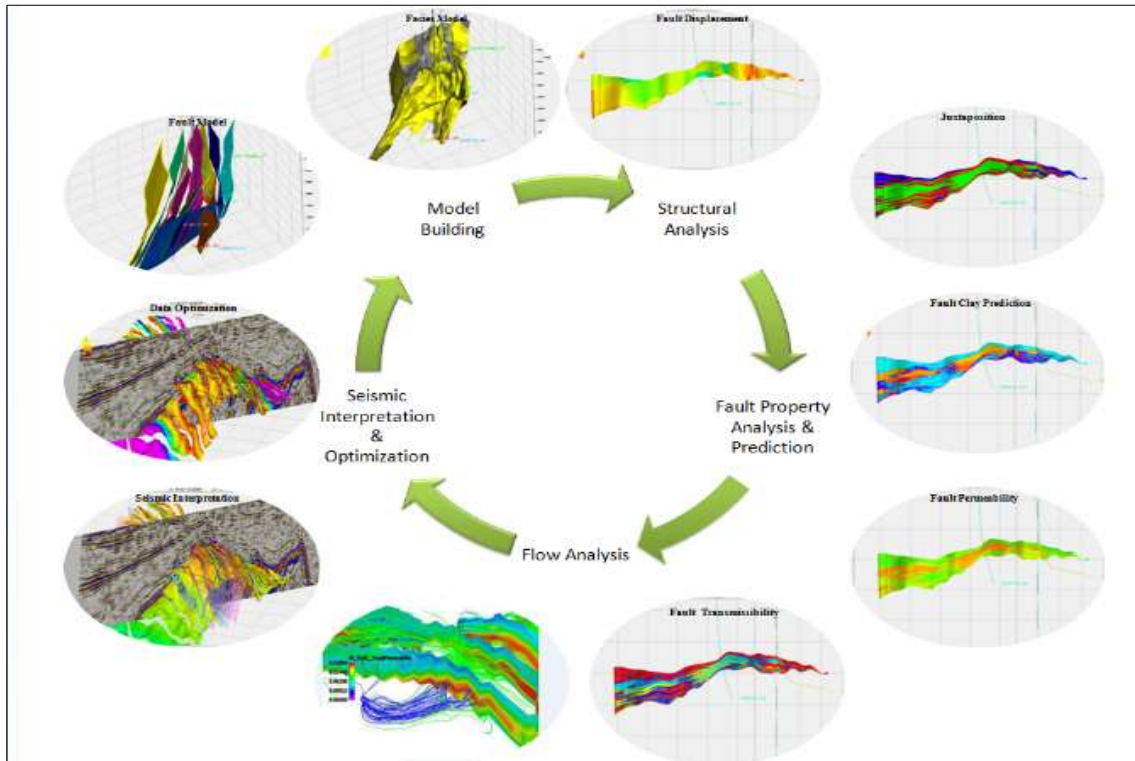 Facies Model
Fault Displacement
Fault Model
Juxtaposition
Model
Building
Structural
Analysis
Data Optimization
Fault Clay Prediction
Seismic
Interpretation
&
Optimization
Fault Property
Analysis &
Prediction
Seismic Interpretation
Fault Permeability
Flow Analysis
Fault Transmissibility